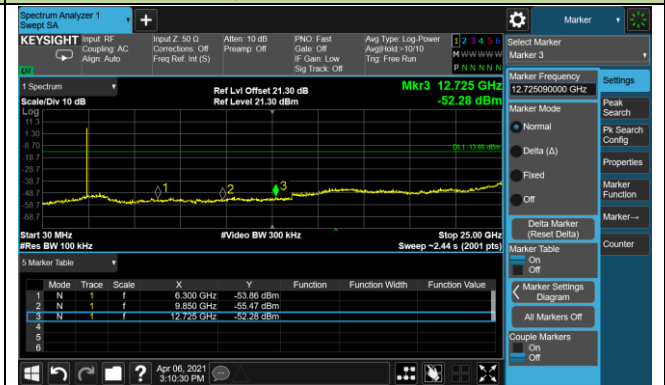 Spectrum Analyzer 1
Swept SA
Marker
KEYSIGHT Input: RF
Coupling: AC
Align: Auto
Input Z: 50 Ω
Corrections: Off
Freq Ref: Int (S)
Atten: 10 dB
Preamp: Off
PNO: Fast
Gate: Off
IF Gain: Low
Sig Track: Off
Avg Type: Log-Power
Avg|Hold:>10/10
Trig: Free Run
1 2 3 4 5 6
M W W W W W
P N N N N N
LXI
Select Marker
Marker 3
1 Spectrum
Scale/Div 10 dB
Ref Lvl Offset 21.30 dB
Ref Level 21.30 dBm
Mkr3 12.725 GHz
-52.28 dBm
Log
11.3
1.30
-8.70
-18.7
-28.7
-38.7
-48.7
-58.7
-68.7
DL1 -13.66 dBm
1
2
3
Start 30 MHz
#Res BW 100 kHz
#Video BW 300 kHz
Stop 25.00 GHz
Sweep ~2.44 s (2001 pts)
5 Marker Table
Mode Trace Scale X Y Function Function Width Function Value
1 N 1 f 6.300 GHz -53.86 dBm
2 N 1 f 9.850 GHz -55.47 dBm
3 N 1 f 12.725 GHz -52.28 dBm
4
5
6
Marker Frequency
12.725090000 GHz
Marker Mode
Normal
Delta (Δ)
Fixed
Off
Delta Marker
(Reset Delta)
Marker Table
On
Off
Marker Settings
Diagram
All Markers Off
Couple Markers
On
Off
Settings
Peak
Search
Pk Search
Config
Properties
Marker
Function
Marker→
Counter
Apr 06, 2021
3:10:30 PM